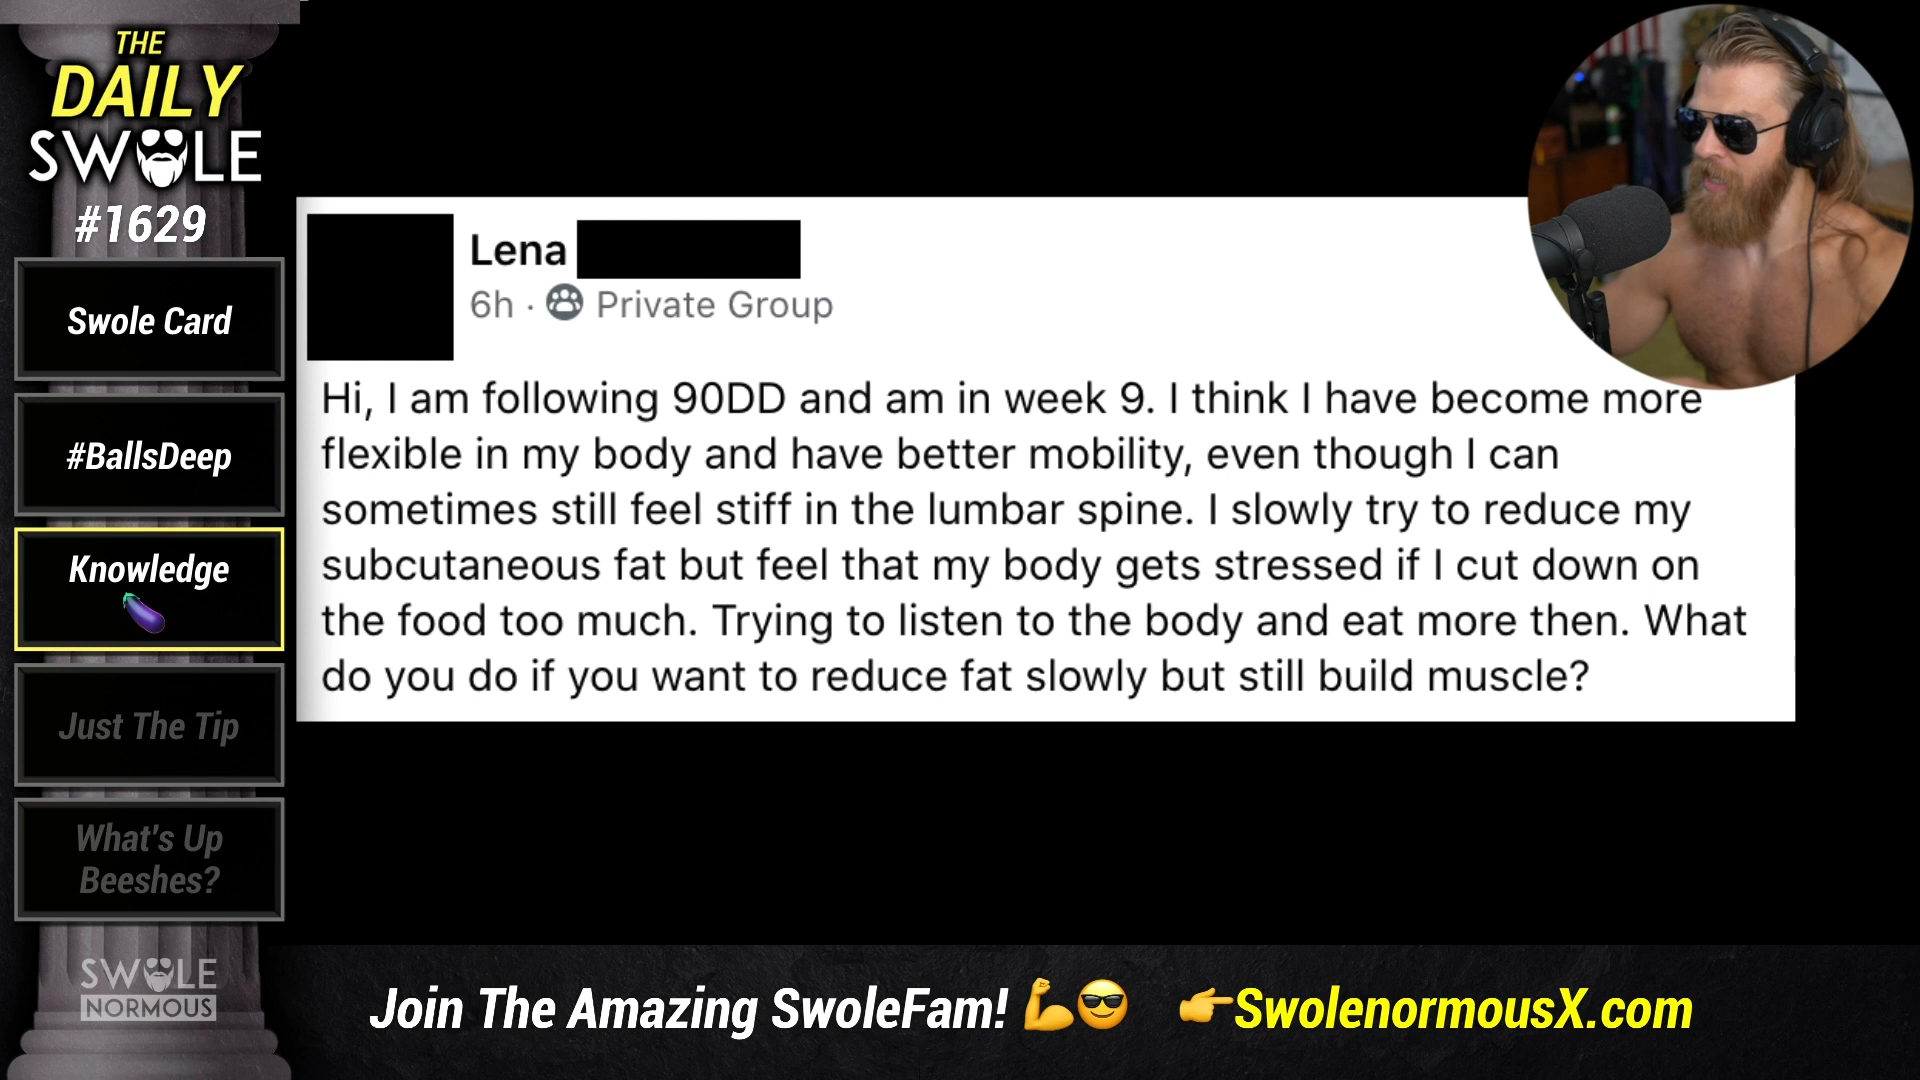 THE
DAILY
SWOLE
#1629
Swole Card
#BallsDeep
Knowledge
Just The Tip
What's Up
Beeshes?
SWOLE
NORMOUS
Lena
6h · Private Group
Hi, I am following 90DD and am in week 9. I think I have become more
flexible in my body and have better mobility, even though I can
sometimes still feel stiff in the lumbar spine. I slowly try to reduce my
subcutaneous fat but feel that my body gets stressed if I cut down on
the food too much. Trying to listen to the body and eat more then. What
do you do if you want to reduce fat slowly but still build muscle?
Join The Amazing SwoleFam! 💪😎 👉SwolenormousX.com